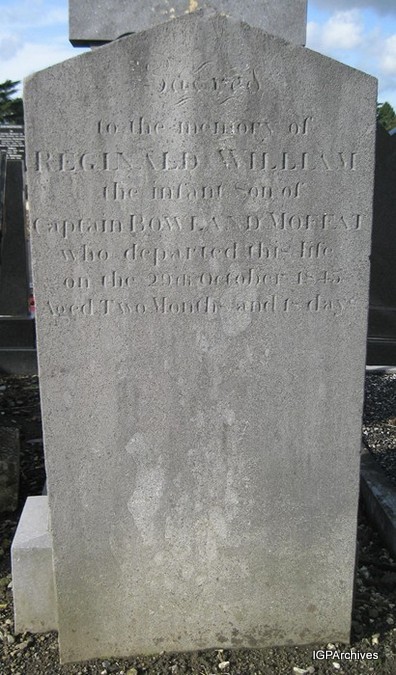 Sacred
to the memory of
REGINALD WILLIAM
the infant son of
Captain BOWLAND MOFFAT
who departed this life
on the 29th October 1845
Aged Two Months and 18 days
IGPArchives